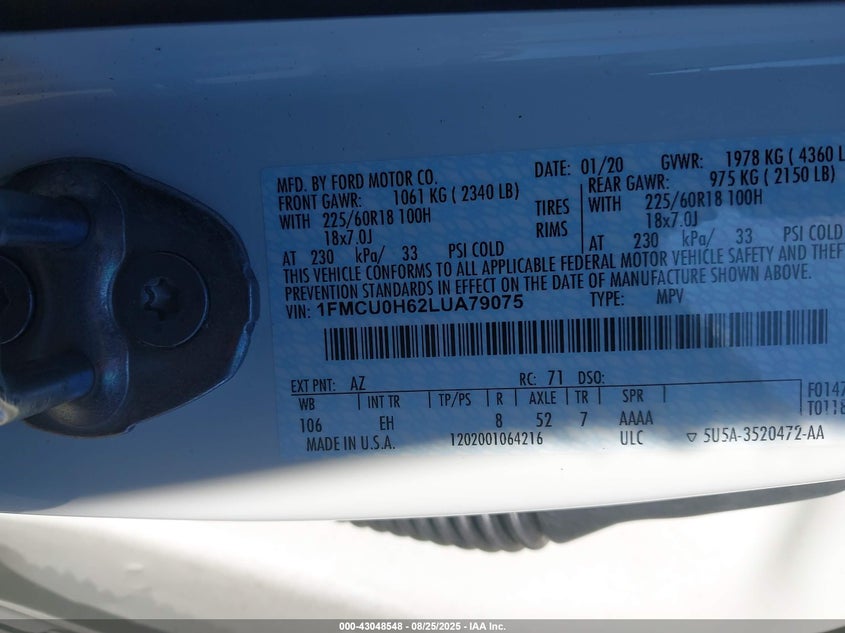 MFD. BY FORD MOTOR CO. DATE: 01/20 GVWR: 1978 KG ( 4360 L
FRONT GAWR: 1061 KG ( 2340 LB) REAR GAWR: 975 KG ( 2150 LB)
WITH 225/60R18 100H TIRES WITH 225/60R18 100H
18x7.0J RIMS 18x7.0J
AT 230 kPa/ 33 PSI COLD AT 230 kPa/ 33 PSI COLD
THIS VEHICLE CONFORMS TO ALL APPLICABLE FEDERAL MOTOR VEHICLE SAFETY AND THEFT
PREVENTION STANDARDS IN EFFECT ON THE DATE OF MANUFACTURE SHOWN ABOVE.
VIN: 1FMCU0H62LUA79075 TYPE: MPV
EXT PNT: AZ RC: 71 DSO:
WB INT TR TP/PS R AXLE TR SPR
106 EH 8 52 7 AAAA
F0147
T0118
MADE IN U.S.A. 1202001064216 ULC ▽ 5U5A-3520472-AA
000-43048548 - 08/25/2025 - IAA Inc.